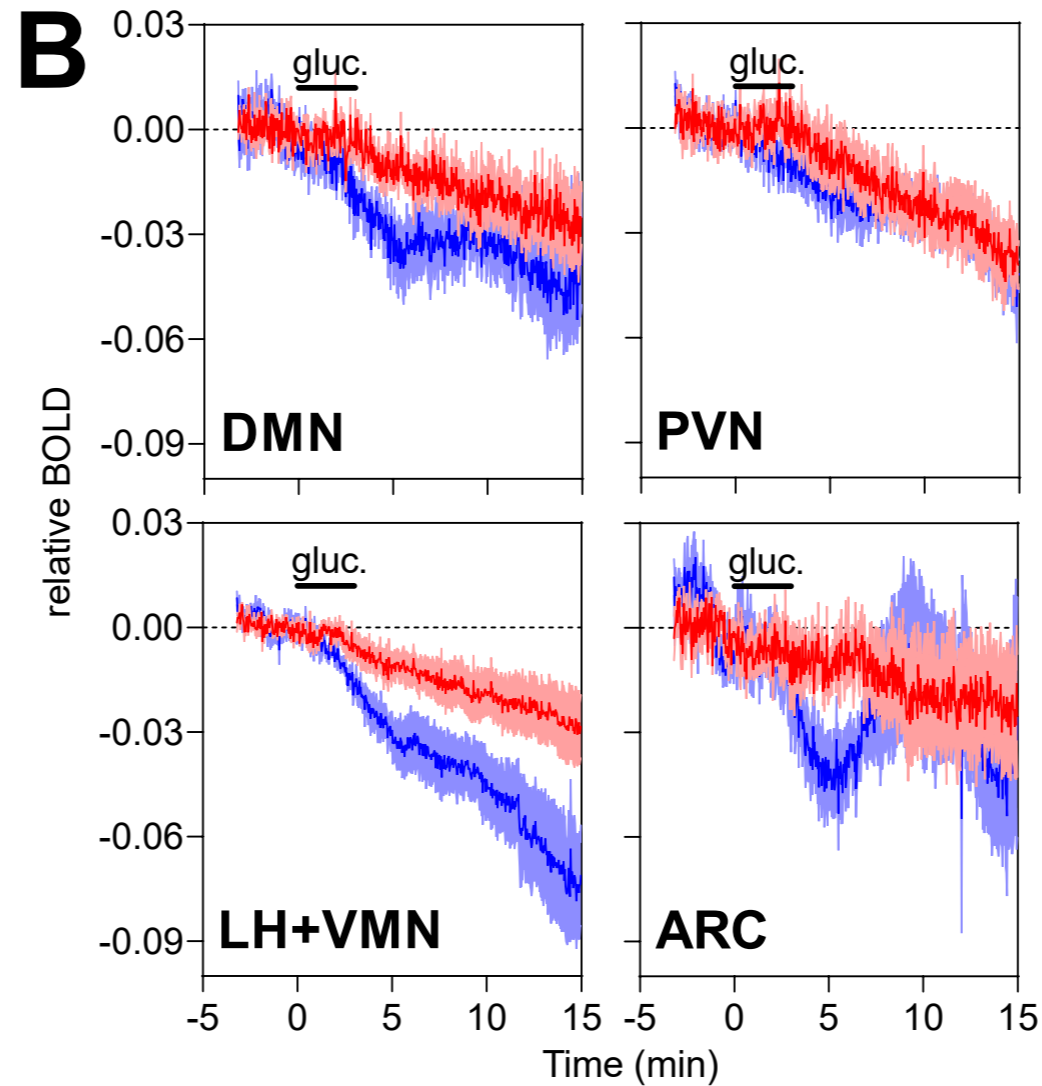 B
0.03
gluc.
gluc.
0.00
-0.03
-0.06
-0.09
DMN
PVN
relative BOLD
0.03
gluc.
gluc.
0.00
-0.03
-0.06
-0.09
LH+VMN
ARC
-5 0 5 10 15
-5 0 5 10 15
Time (min)